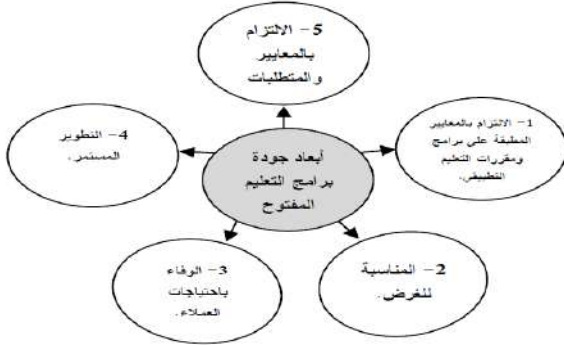 5- الالتزام
بالمعايير
والمتطلبات
1- الالتزام بالمعايير
المطبقة على برامج
ومقررات التعليم
4- التطوير
المستمر.
أبعاد جودة
برامج التعليم
المفتوح
3- الوفاء
باحتياجات
العملاء.
2- المناسبة
للغرض.